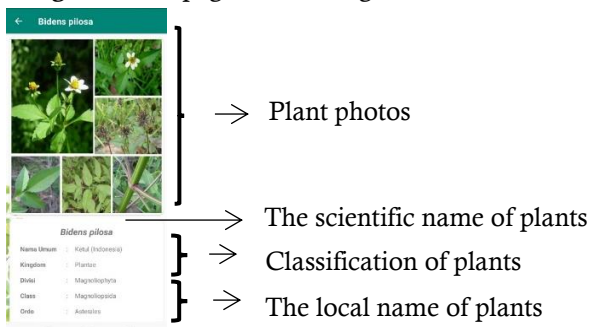 ← Bidens pilosa
Plant photos
The scientific name of plants
Bidens pilosa
Nama Umum : Ketul (Indonesia)
Kingdom : Plantae
Classification of plants
Divisi : Magnoliophyta
Class : Magnoliopsida
The local name of plants
Ordo : Asterales